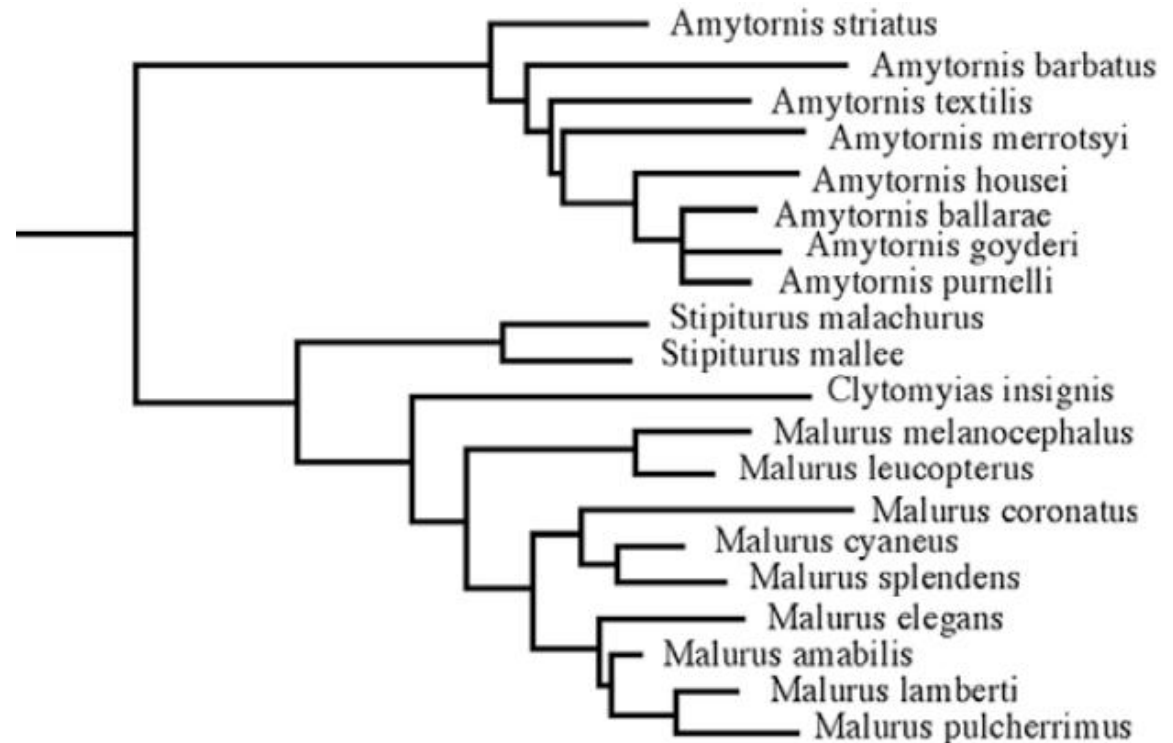 Amytornis striatus
Amytornis barbatus
Amytornis textilis
Amytornis merrotsyi
Amytornis housei
Amytornis ballarae
Amytornis goyderi
Amytornis purnelli
Stipiturus malachurus
Stipiturus mallee
Clytomyias insignis
Malurus melanocephalus
Malurus leucopterus
Malurus coronatus
Malurus cyaneus
Malurus splendens
Malurus elegans
Malurus amabilis
Malurus lamberti
Malurus pulcherrimus